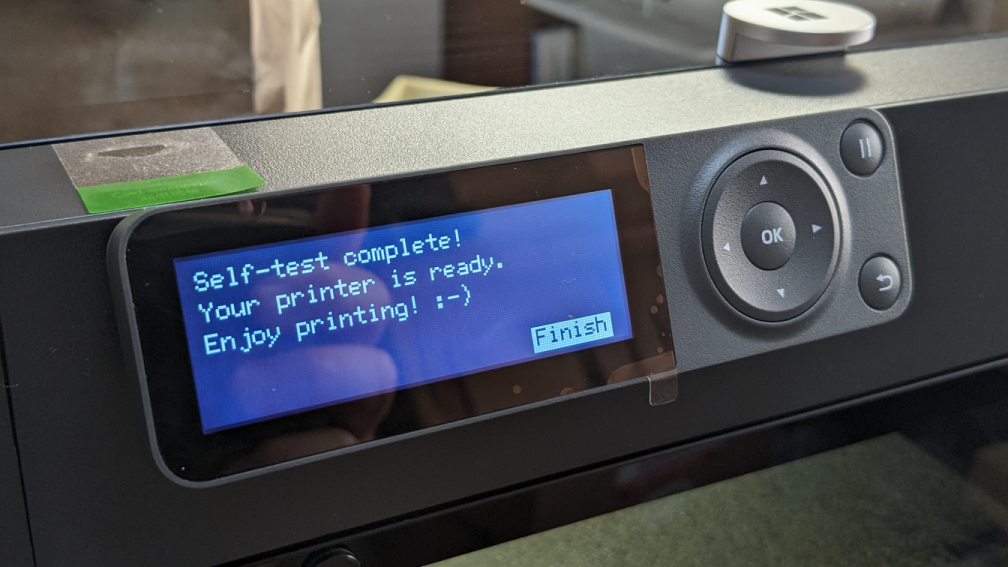 Self-test complete!
Your printer is ready.
Enjoy printing! :-)
Finish
OK